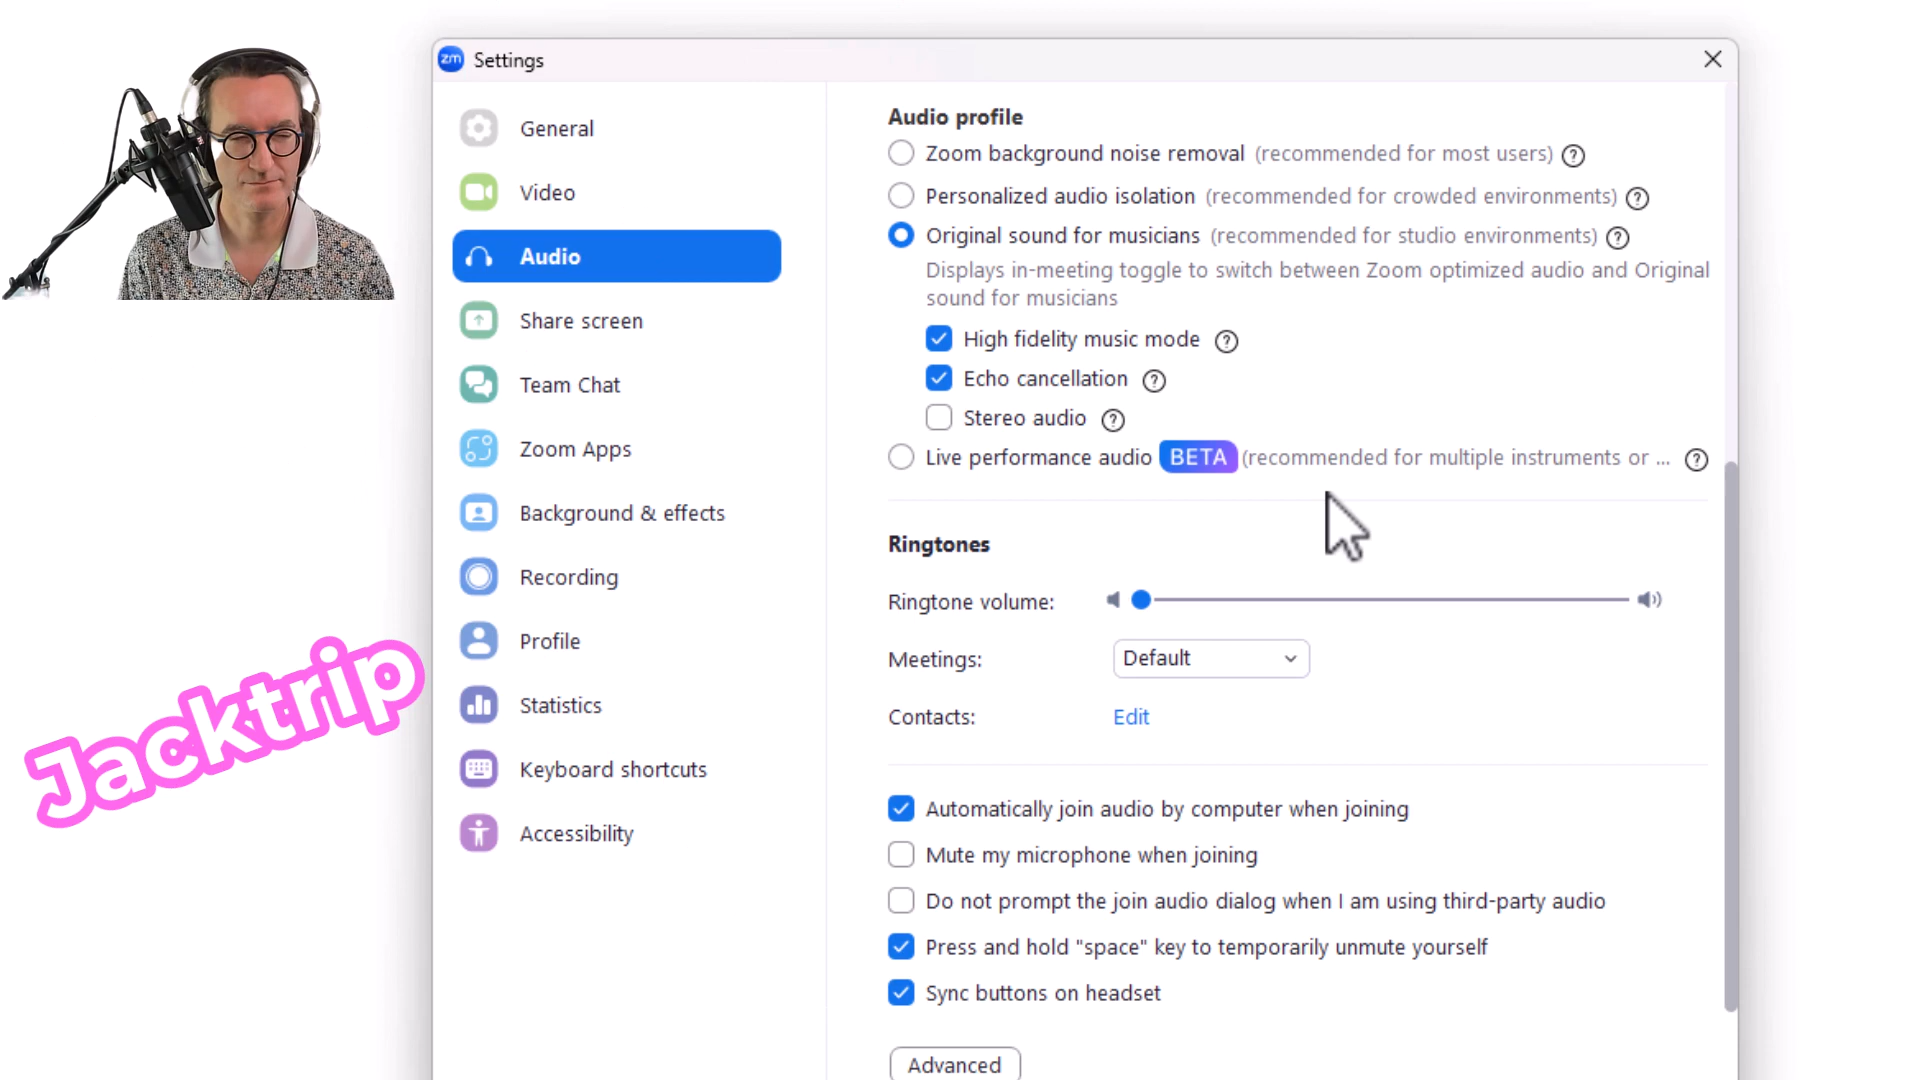 zm Settings
General
Video
Audio
Share screen
Team Chat
Zoom Apps
Background & effects
Recording
Profile
Statistics
Keyboard shortcuts
Accessibility
Audio profile
Zoom background noise removal (recommended for most users) ?
Personalized audio isolation (recommended for crowded environments) ?
Original sound for musicians (recommended for studio environments) ?
Displays in-meeting toggle to switch between Zoom optimized audio and Original
sound for musicians
High fidelity music mode ?
Echo cancellation ?
Stereo audio ?
Live performance audio BETA (recommended for multiple instruments or ... ?
Ringtones
Ringtone volume:
Meetings: Default
Contacts: Edit
Automatically join audio by computer when joining
Mute my microphone when joining
Do not prompt the join audio dialog when I am using third-party audio
Press and hold "space" key to temporarily unmute yourself
Sync buttons on headset
Advanced
Jacktrip